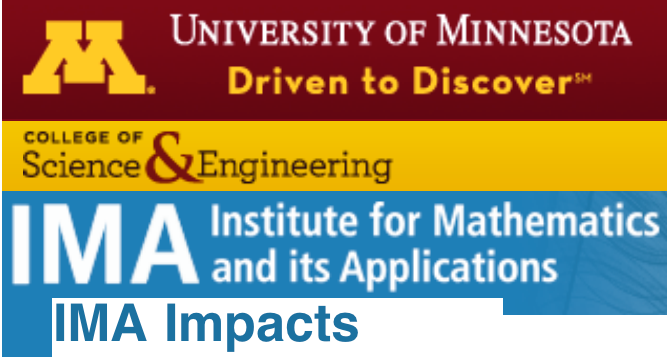 UNIVERSITY OF MINNESOTA
Driven to Discover℠
COLLEGE OF
Science & Engineering
IMA Institute for Mathematics
and its Applications
IMA Impacts